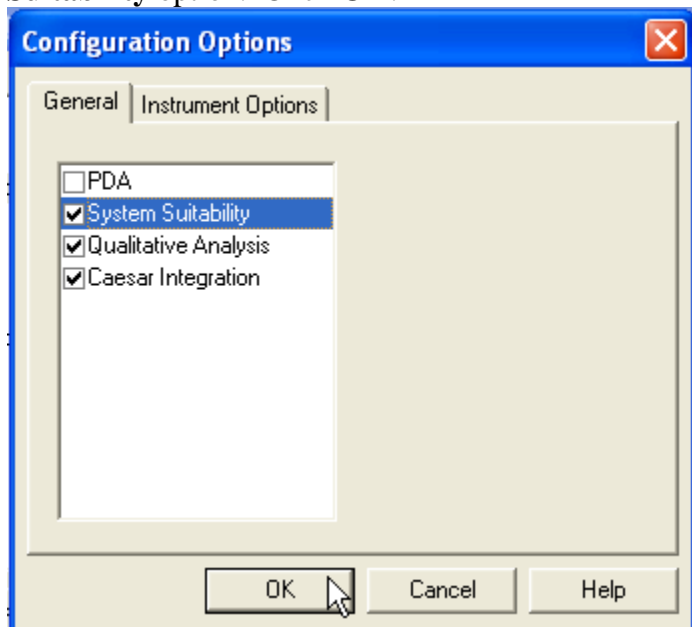 Configuration Options
General Instrument Options
PDA
System Suitability
Qualitative Analysis
Caesar Integration
OK Cancel Help